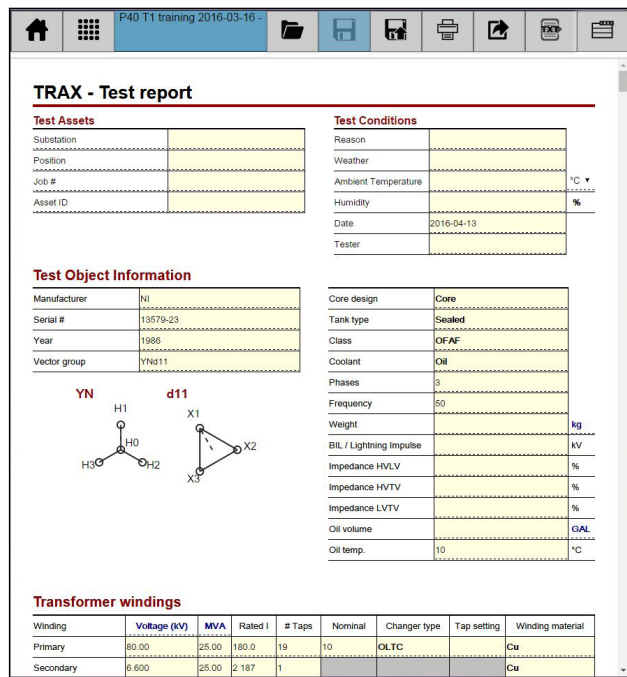 P40 T1 training 2016-03-16 -
TXT
TRAX - Test report
Test Assets
Substation
Position
Job #
Asset ID
Test Conditions
Reason
Weather
Ambient Temperature °C
Humidity %
Date 2016-04-13
Tester
Test Object Information
Manufacturer NI
Serial # 13579-23
Year 1986
Vector group YNd11
YN d11
H1
H0
H3 H2
X1
X2
X3
Core design Core
Tank type Sealed
Class OFAF
Coolant Oil
Phases 3
Frequency 50
Weight kg
BIL / Lightning Impulse kV
Impedance HVLV %
Impedance HVTV %
Impedance LVTV %
Oil volume GAL
Oil temp. 10 °C
Transformer windings
Winding Voltage (kV) MVA Rated I # Taps Nominal Changer type Tap setting Winding material
Primary 80.00 25.00 180.0 19 10 OLTC Cu
Secondary 6.600 25.00 2 187 1 Cu